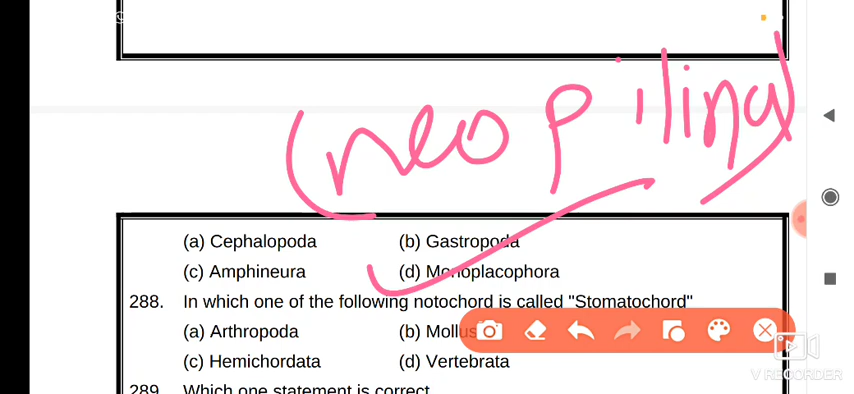 (neopilina)
(a) Cephalopoda (b) Gastropoda
(c) Amphineura (d) Monoplacophora
288. In which one of the following notochord is called "Stomatochord"
(a) Arthropoda (b) Mollus
(c) Hemichordata (d) Vertebrata
289. Which one statement is correct
V RECORDER